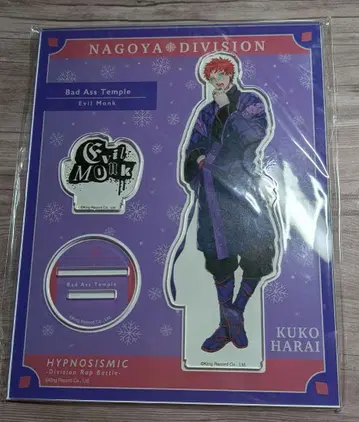 NAGOYA DIVISION
Bad Ass Temple
Evil Monk
Evil
MONK
©King Record Co., Ltd.
Bad Ass Temple
©King Record Co., Ltd.
©King Record Co., Ltd.
KUKO
HARAI
HYPNOSISMIC
-Division Rap Battle-
©King Record Co., Ltd.